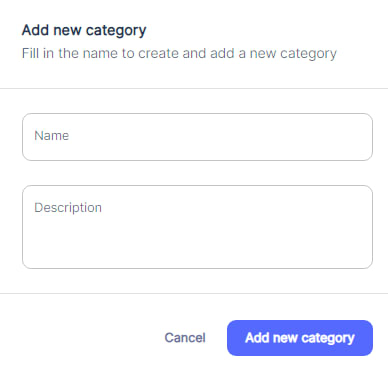 Add new category
Fill in the name to create and add a new category
Name
Description
Cancel
Add new category